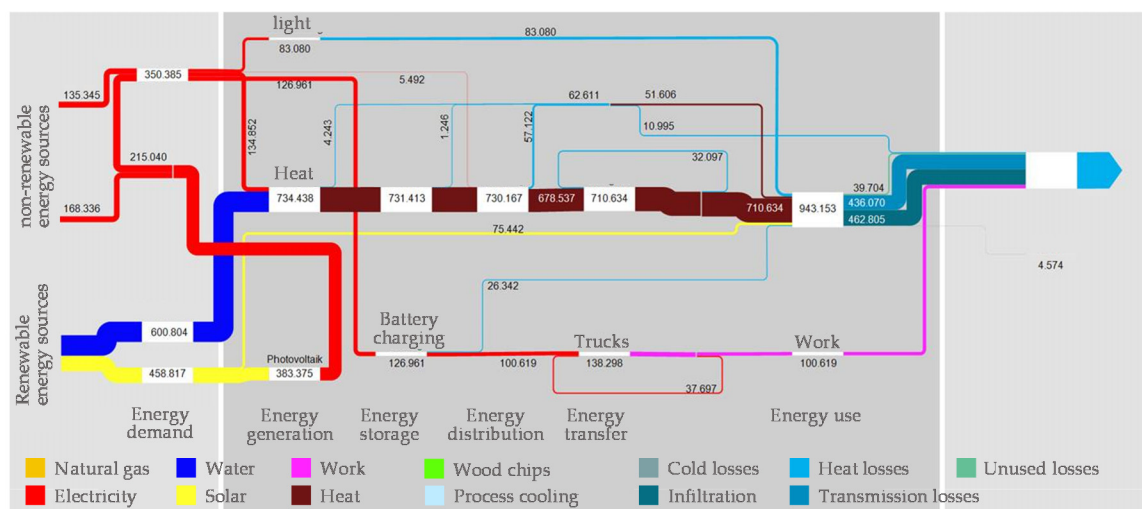 light
83.080
83.080
350.385
135.345
126.961
5.492
62.611
51.606
10.995
134.852
4.243
1.246
57.122
non-renewable
energy sources
215.040
32.097
Heat
168.336
734.438
731.413
730.167
678.537
710.634
710.634
943.153
39.704
436.070
462.805
75.442
4.574
26.342
Renewable
energy sources
600.804
Battery
charging
Trucks
Work
Photovoltaik
458.817
383.375
126.961
100.619
138.298
100.619
37.697
Energy
demand
Energy
generation
Energy
storage
Energy
distribution
Energy
transfer
Energy use
Natural gas
Water
Work
Wood chips
Cold losses
Heat losses
Unused losses
Electricity
Solar
Heat
Process cooling
Infiltration
Transmission losses